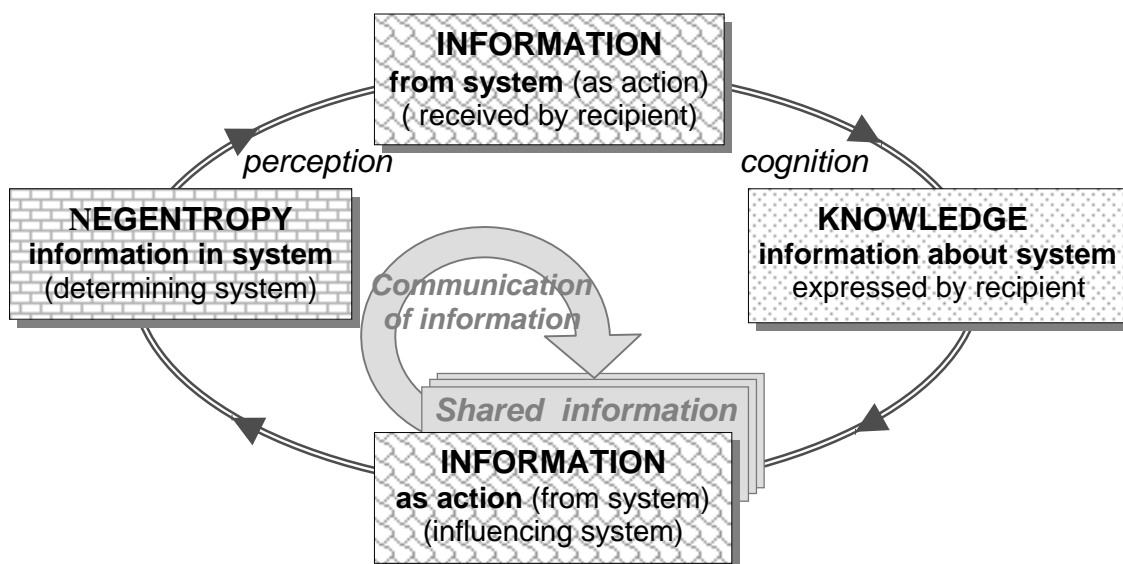 INFORMATION
from system (as action)
( received by recipient)
perception
cognition
NEGENTROPY
information in system
(determining system)
KNOWLEDGE
information about system
expressed by recipient
Communication
of information
Shared information
INFORMATION
as action (from system)
(influencing system)